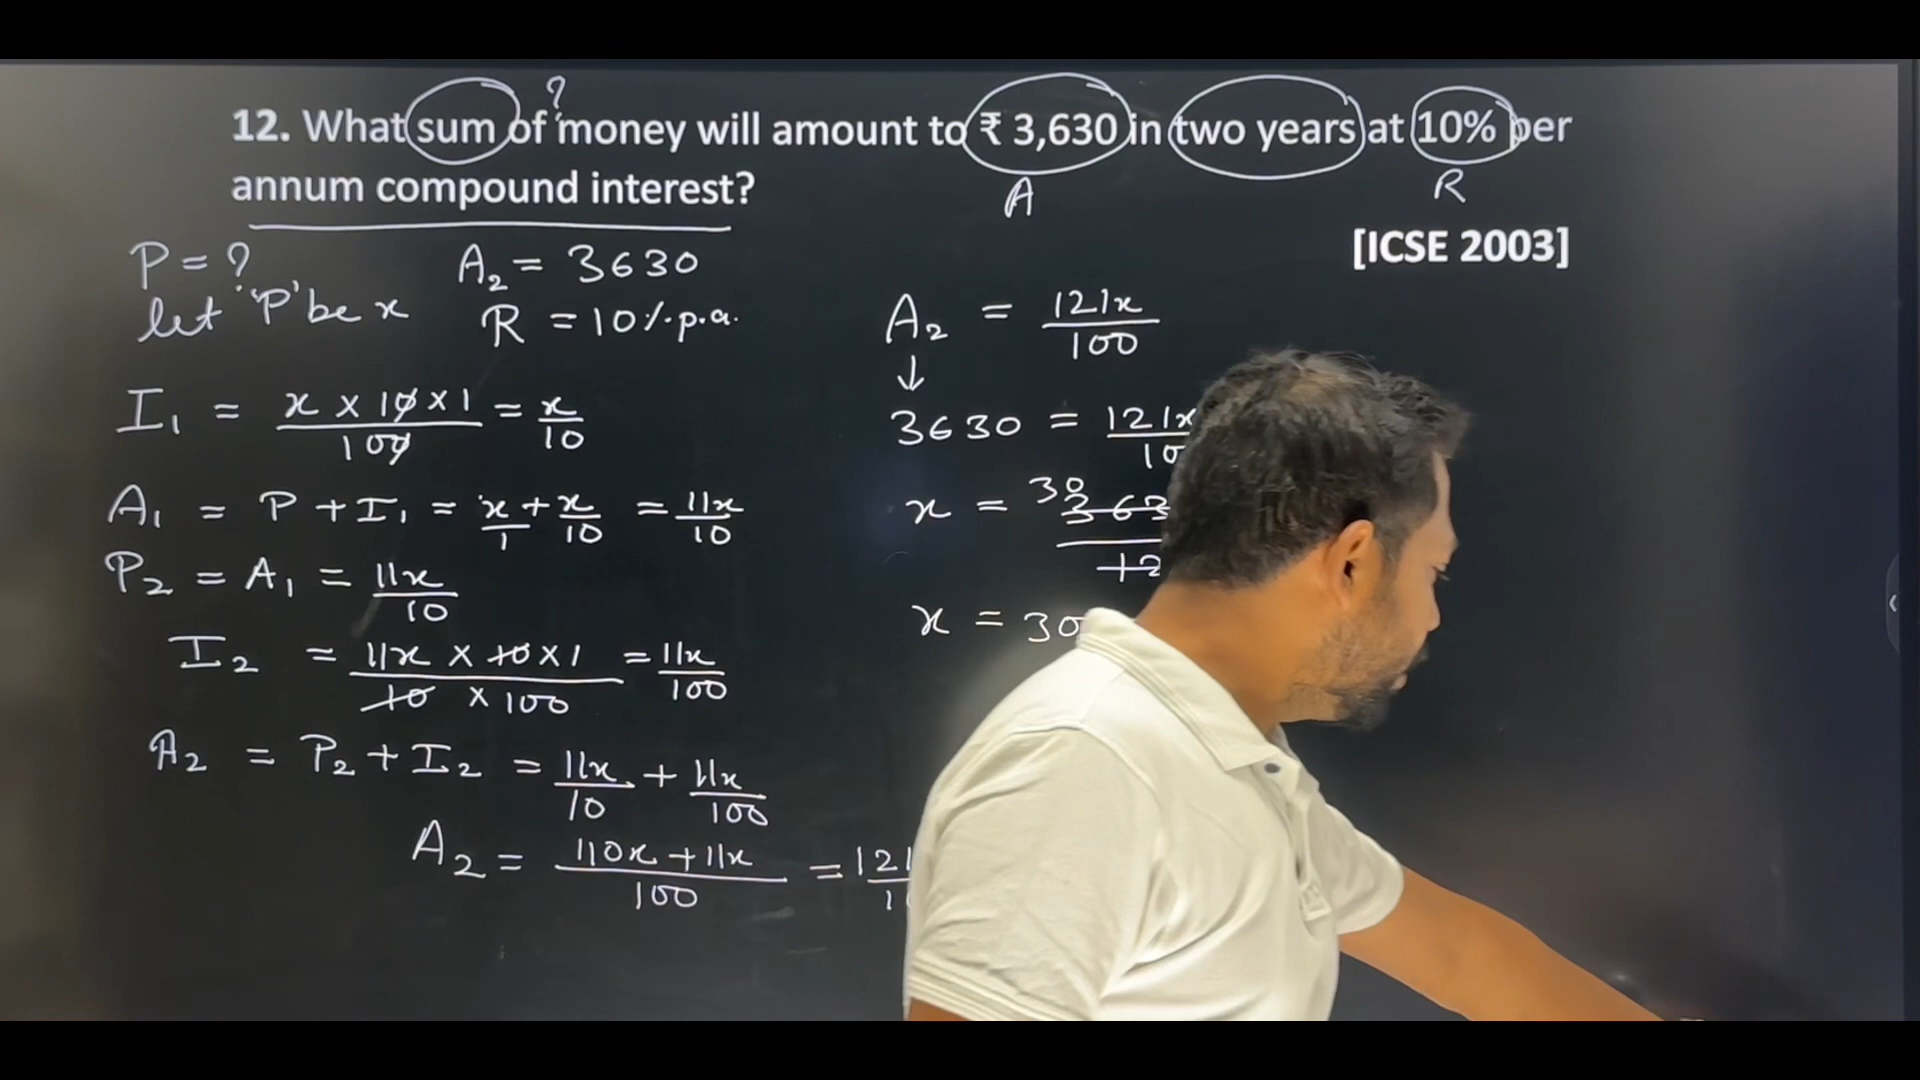 12. What sum of money will amount to ₹ 3,630 in two years at 10% per
?
annum compound interest?
A
R
[ICSE 2003]
P = ?
A₂ = 3630
let 'P' be x
R = 10% p.a.
I₁ = x × 10 × 1 / 100 = x/10
A₁ = P + I₁ = x/1 + x/10 = 11x/10
P₂ = A₁ = 11x/10
I₂ = 11x × 10 × 1 / 10 × 100 = 11x/100
A₂ = P₂ + I₂ = 11x/10 + 11x/100
A₂ = 110x + 11x / 100 = 121
A₂ = 121x/100
↓
3630 = 121x
x = 30
x = 30